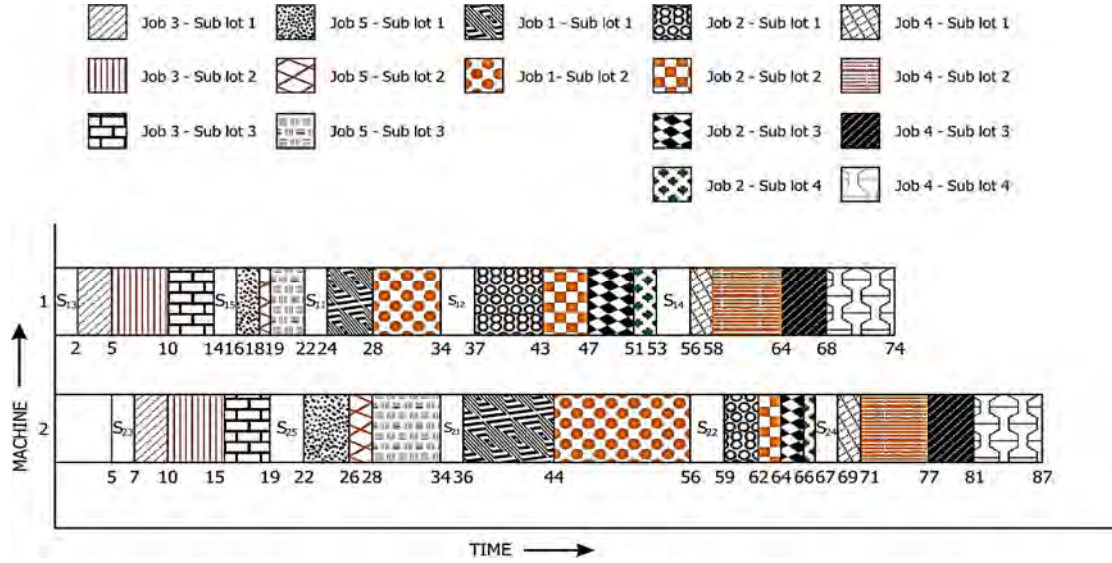 Job 3 - Sub lot 1 Job 5 - Sub lot 1 Job 1 - Sub lot 1 Job 2 - Sub lot 1 Job 4 - Sub lot 1
Job 3 - Sub lot 2 Job 5 - Sub lot 2 Job 1- Sub lot 2 Job 2 - Sub lot 2 Job 4 - Sub lot 2
Job 3 - Sub lot 3 Job 5 - Sub lot 3 Job 2 - Sub lot 3 Job 4 - Sub lot 3
Job 2 - Sub lot 4 Job 4 - Sub lot 4
1 S13 S15 S11 S12 S14
2 5 10 14 16 18 19 22 24 28 34 37 43 47 51 53 56 58 64 68 74
2 S23 S25 S21 S22 S24
5 7 10 15 19 22 26 28 34 36 44 56 59 62 64 66 67 69 71 77 81 87
MACHINE
TIME